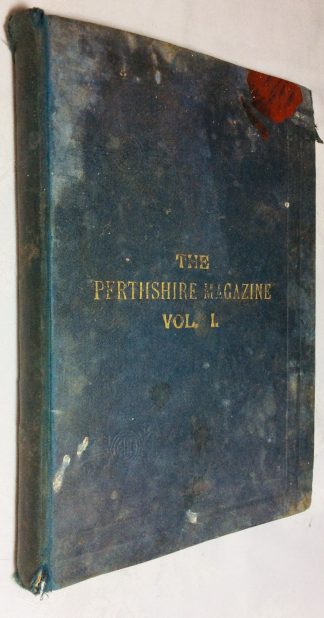 THE
PERTHSHIRE MAGAZINE
VOL. I.